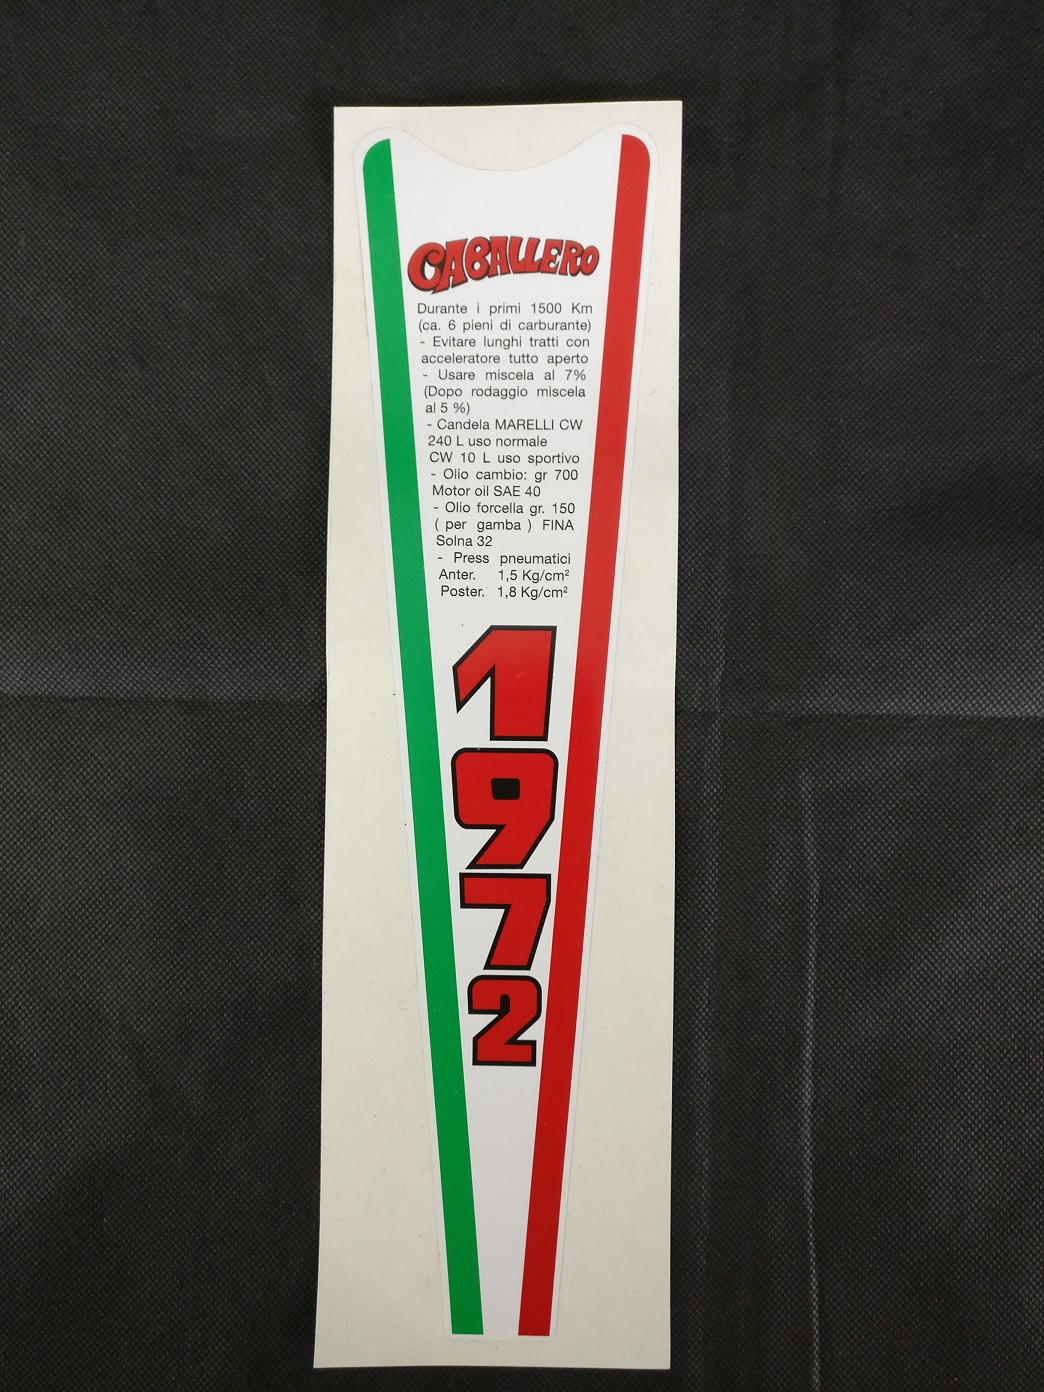 CABALLERO
Durante i primi 1500 Km
(ca. 6 pieni di carburante)
- Evitare lunghi tratti con
acceleratore tutto aperto
- Usare miscela al 7%
(Dopo rodaggio miscela
al 5 %)
- Candela MARELLI CW
240 L uso normale
CW 10 L uso sportivo
- Olio cambio: gr 700
Motor oil SAE 40
- Olio forcella gr. 150
( per gamba ) FINA
Solna 32
- Press pneumatici
Anter. 1,5 Kg/cm²
Poster. 1,8 Kg/cm²
1
9
7
2